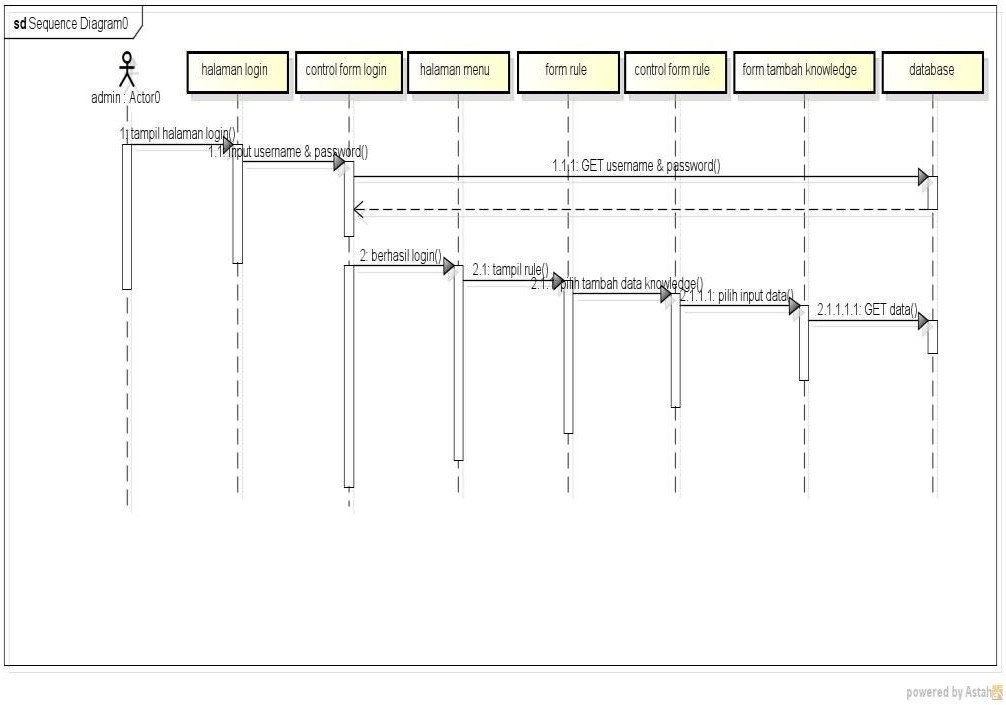 sd Sequence Diagram0
admin : Actor0
halaman login
control form login
halaman menu
form rule
control form rule
form tambah knowledge
database
1: tampil halaman login()
1.1: input username & password()
1.1.1: GET username & password()
2: berhasil login()
2.1: tampil rule()
2.1.1: pilih tambah data knowledge()
2.1.1.1: pilih input data()
2.1.1.1.1: GET data()
powered by Astah